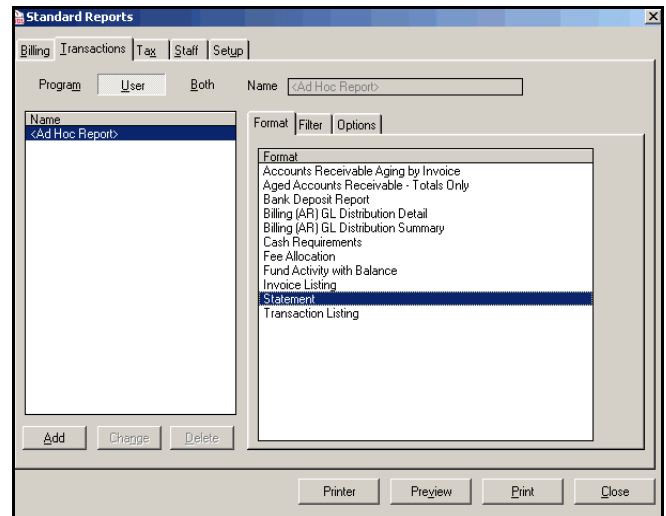 Standard Reports
Billing Transactions Tax Staff Setup
Program User Both Name <Ad Hoc Report>
Name
<Ad Hoc Report>
Format Filter Options
Format
Accounts Receivable Aging by Invoice
Aged Accounts Receivable - Totals Only
Bank Deposit Report
Billing (AR) GL Distribution Detail
Billing (AR) GL Distribution Summary
Cash Requirements
Fee Allocation
Fund Activity with Balance
Invoice Listing
Statement
Transaction Listing
Add Change Delete
Printer Preview Print Close